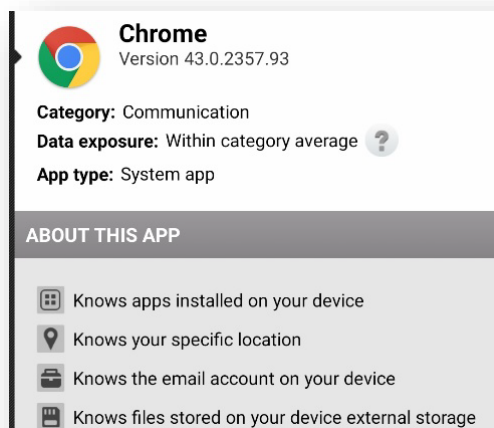 Chrome
Version 43.0.2357.93
Category: Communication
Data exposure: Within category average ?
App type: System app
ABOUT THIS APP
Knows apps installed on your device
Knows your specific location
Knows the email account on your device
Knows files stored on your device external storage